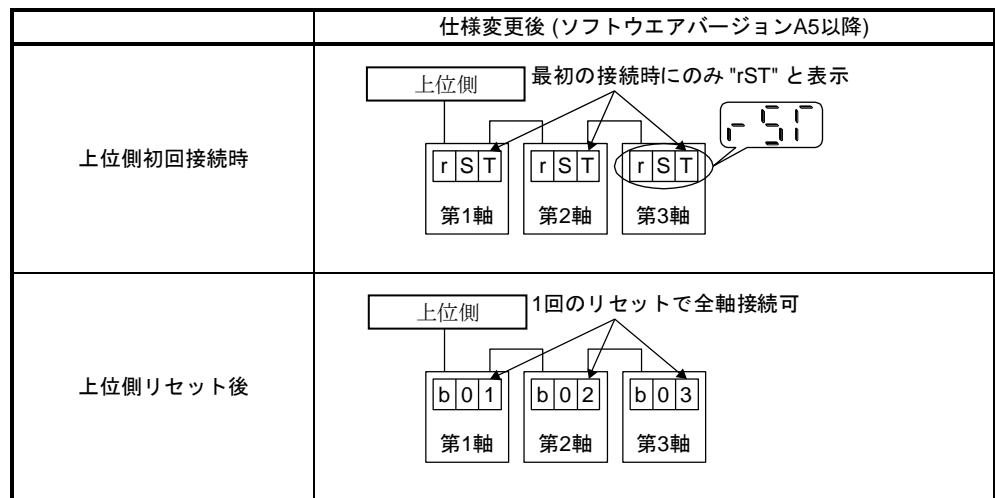 仕様変更後 (ソフトウエアバージョンA5以降)
上位側初回接続時
上位側
最初の接続時にのみ "rST" と表示
rST
r S T
r S T
r S T
第1軸
第2軸
第3軸
上位側リセット後
上位側
1回のリセットで全軸接続可
b 0 1
b 0 2
b 0 3
第1軸
第2軸
第3軸